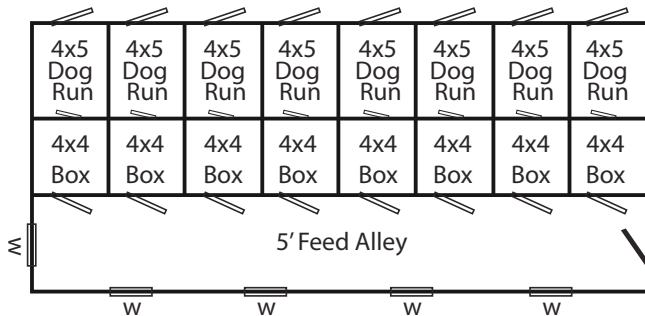 4x5 4x5 4x5 4x5 4x5 4x5 4x5 4x5
Dog Dog Dog Dog Dog Dog Dog Dog
Run Run Run Run Run Run Run Run
4x4 4x4 4x4 4x4 4x4 4x4 4x4 4x4
Box Box Box Box Box Box Box Box
5' Feed Alley
W
W W W W